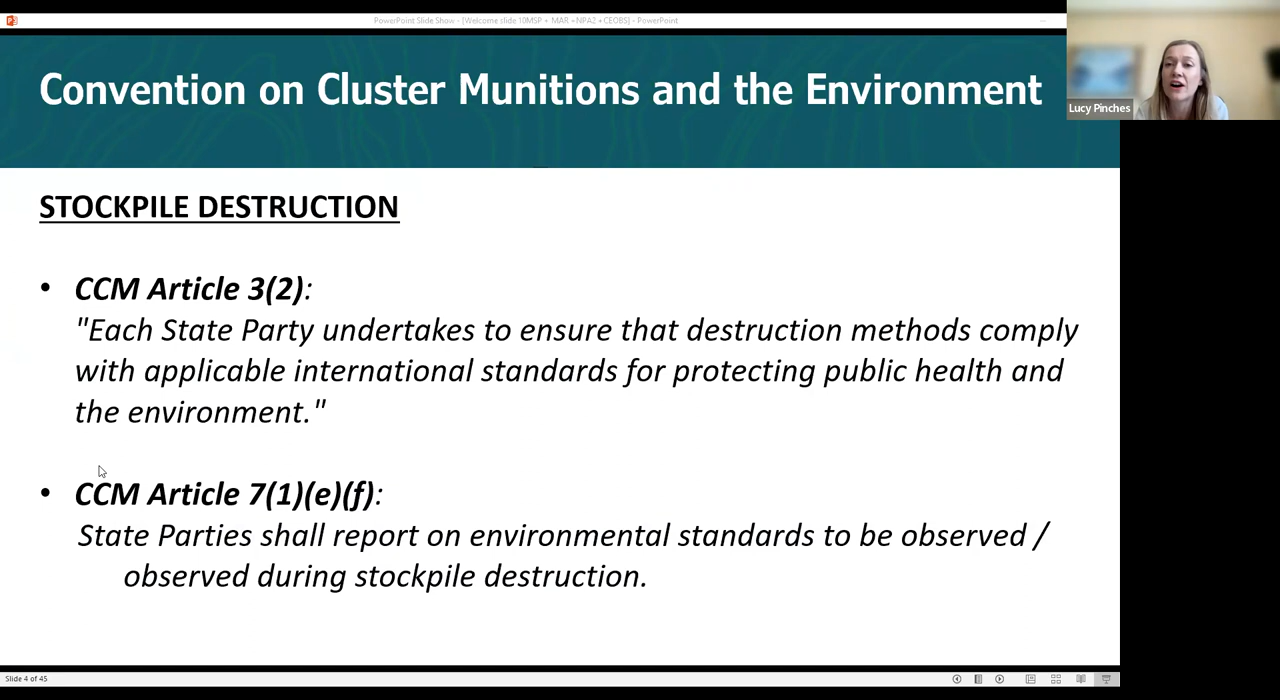 PowerPoint Slide Show - [Welcome slide 10MSP + MAR +NPA2 +CEOBS] - PowerPoint
Convention on Cluster Munitions and the Environment
Lucy Pinches
STOCKPILE DESTRUCTION
• CCM Article 3(2):
"Each State Party undertakes to ensure that destruction methods comply
with applicable international standards for protecting public health and
the environment."
• CCM Article 7(1)(e)(f):
State Parties shall report on environmental standards to be observed /
observed during stockpile destruction.
Slide 4 of 45